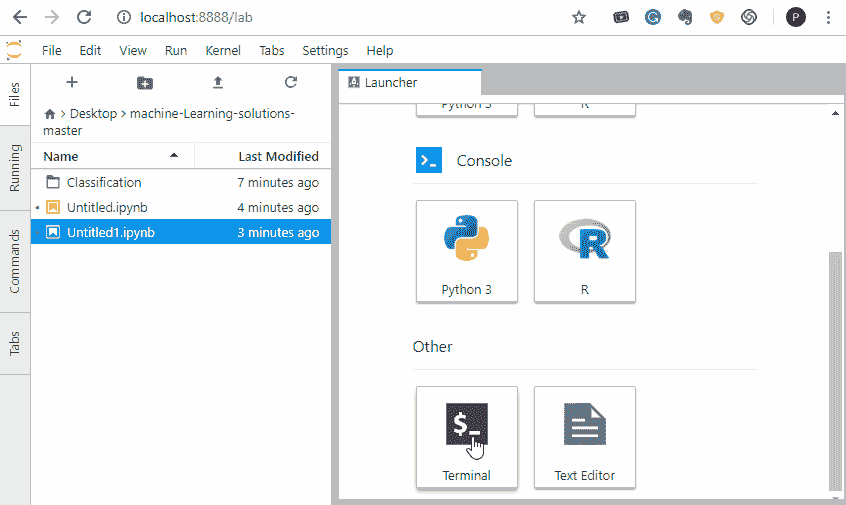 localhost:8888/lab
P
File Edit View Run Kernel Tabs Settings Help
Files
Running
Commands
Tabs
Desktop > machine-Learning-solutions-
master
Name Last Modified
Classification 7 minutes ago
Untitled.ipynb 4 minutes ago
Untitled1.ipynb 3 minutes ago
Launcher
Python 3 R
Console
Python 3 R
Other
$_
Terminal Text Editor